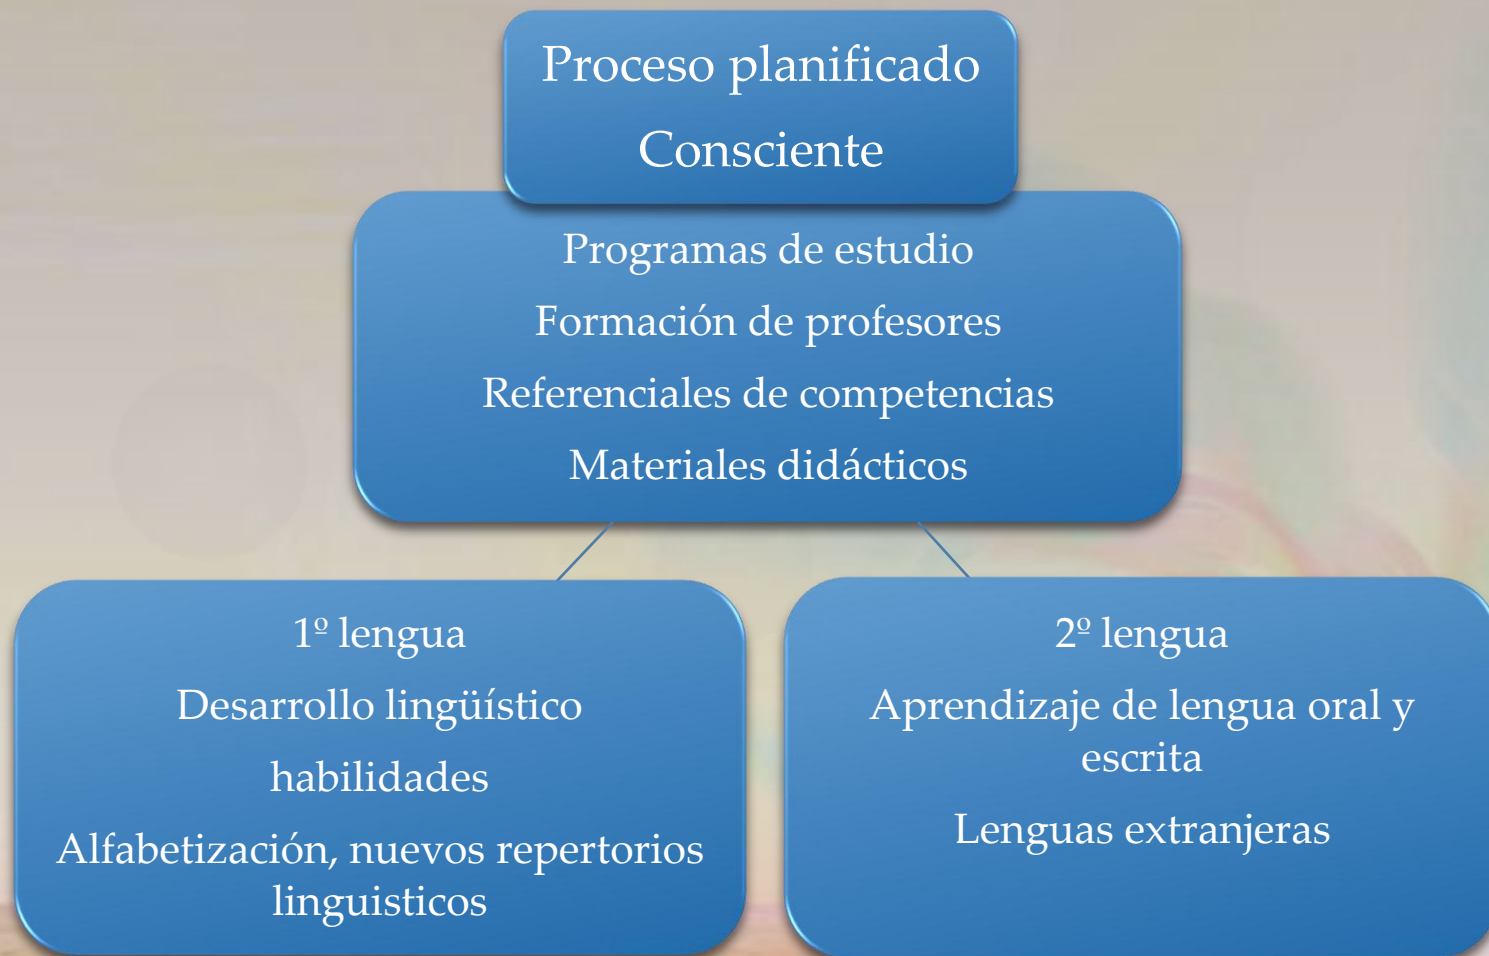 Proceso planificado
Consciente
Programas de estudio
Formación de profesores
Referenciales de competencias
Materiales didácticos
1º lengua
Desarrollo lingüístico
habilidades
Alfabetización, nuevos repertorios
linguisticos
2º lengua
Aprendizaje de lengua oral y
escrita
Lenguas extranjeras